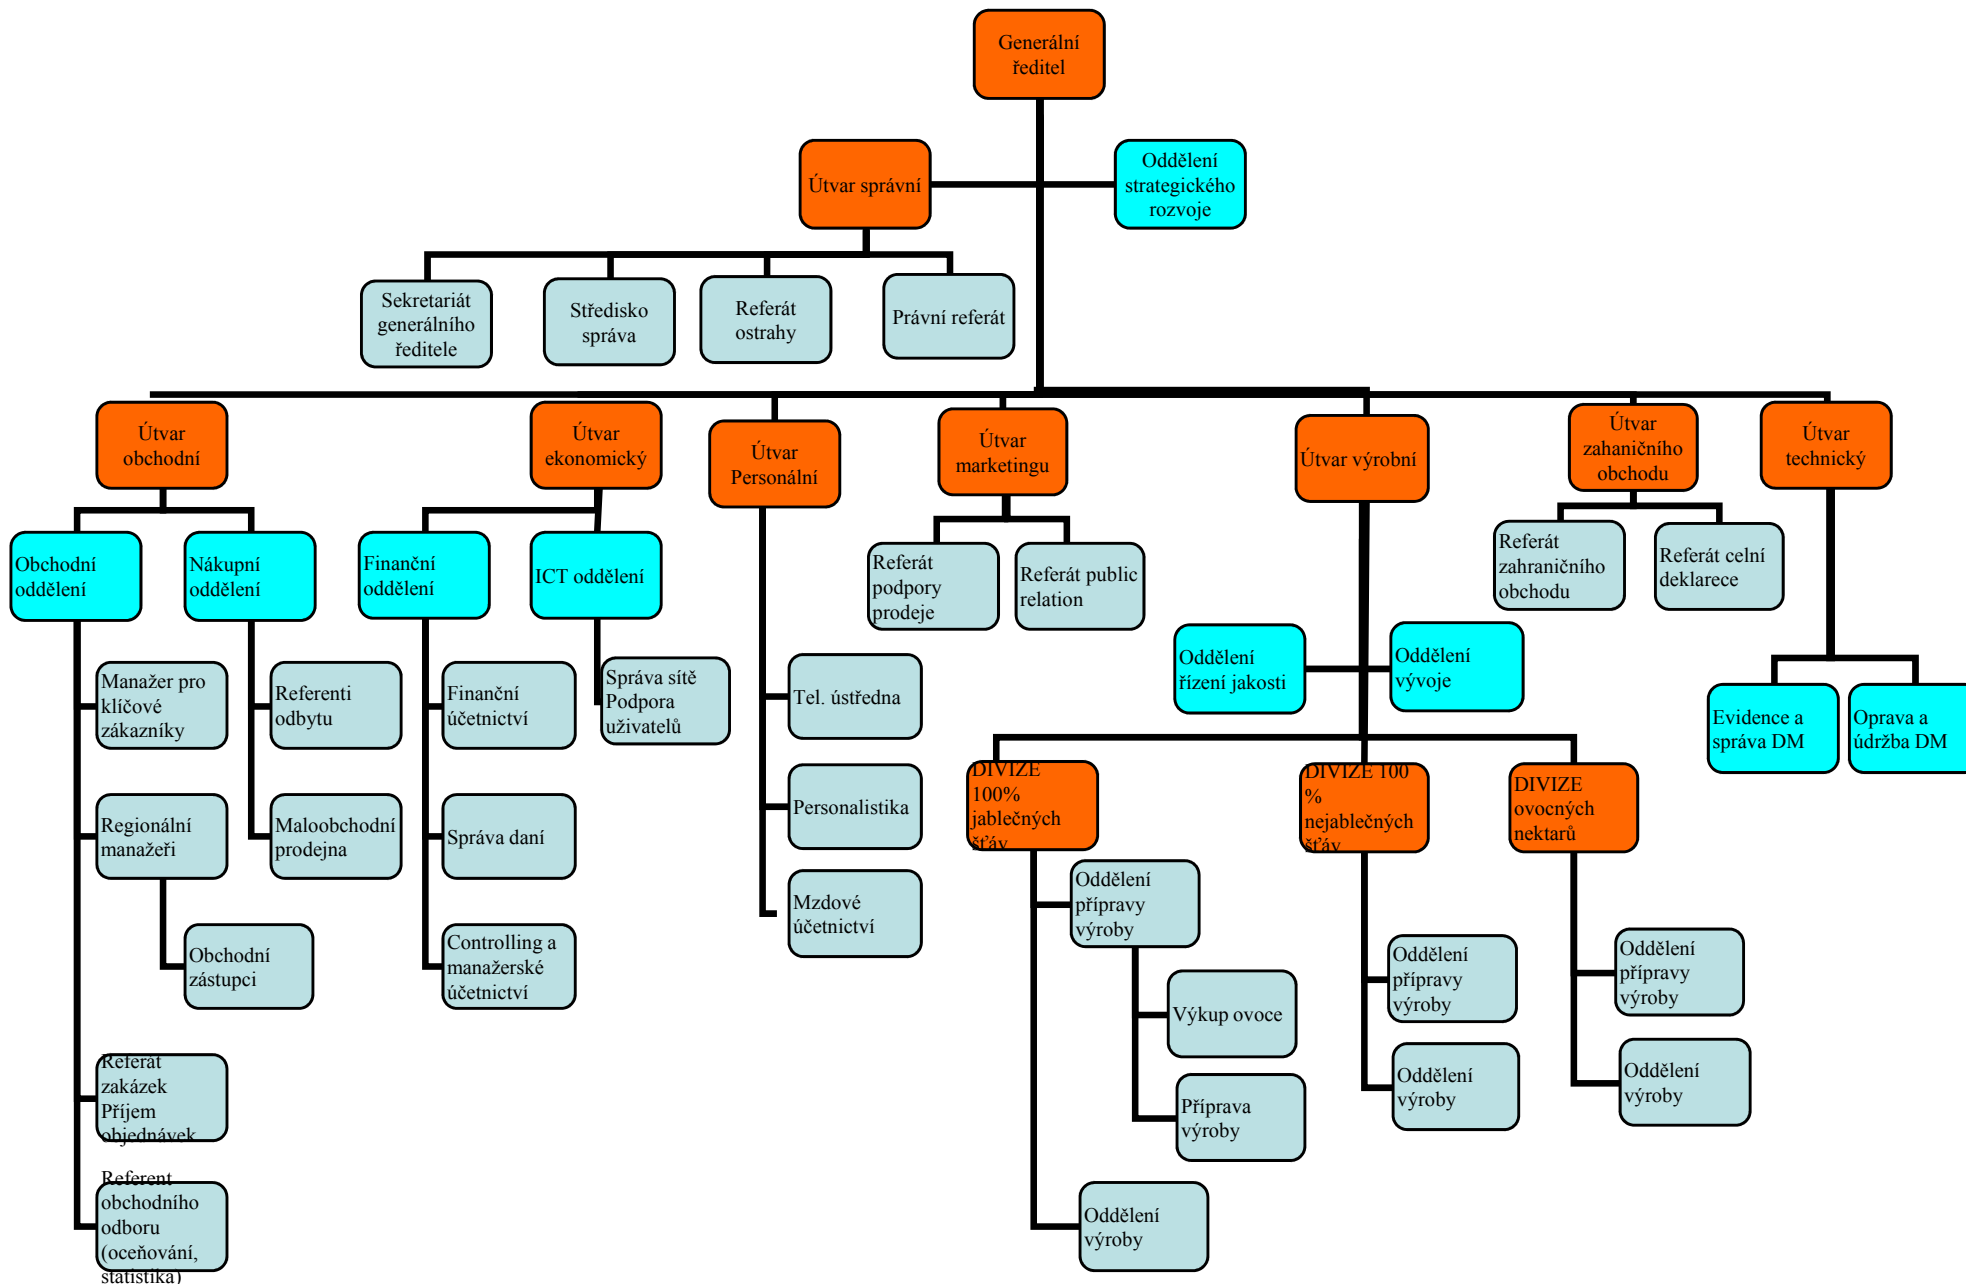 Generální
ředitel
Útvar správní
Oddělení
strategického
rozvoje
Sekretariát
generálního
ředitele
Středisko
správa
Referát
ostrahy
Právní referát
Útvar
obchodní
Útvar
ekonomický
Útvar
Personální
Útvar
marketingu
Útvar výrobní
Útvar
zahaničního
obchodu
Útvar
technický
Obchodní
oddělení
Nákupní
oddělení
Finanční
oddělení
ICT oddělení
Referát
podpory
prodeje
Referát public
relation
Referát
zahraničního
obchodu
Referát celní
deklarece
Oddělení
řízení jakosti
Oddělení
vývoje
Manažer pro
klíčové
zákazníky
Referenti
odbytu
Finanční
účetnictví
Správa sítě
Podpora
uživatelů
Tel. ústředna
Evidence a
správa DM
Oprava a
údržba DM
DIVIZE
100%
jablečných
šťáv
DIVIZE 100
%
nejablečných
šťáv
DIVIZE
ovocných
nektarů
Regionální
manažeři
Maloobchodní
prodejna
Správa daní
Personalistika
Mzdové
účetnictví
Oddělení
přípravy
výroby
Obchodní
zástupci
Controlling a
manažerské
účetnictví
Oddělení
přípravy
výroby
Oddělení
přípravy
výroby
Výkup ovoce
Oddělení
výroby
Oddělení
výroby
Referát
zakázek
Příjem
objednávek
Příprava
výroby
Referent
obchodního
odboru
(oceňování,
statistika)
Oddělení
výroby